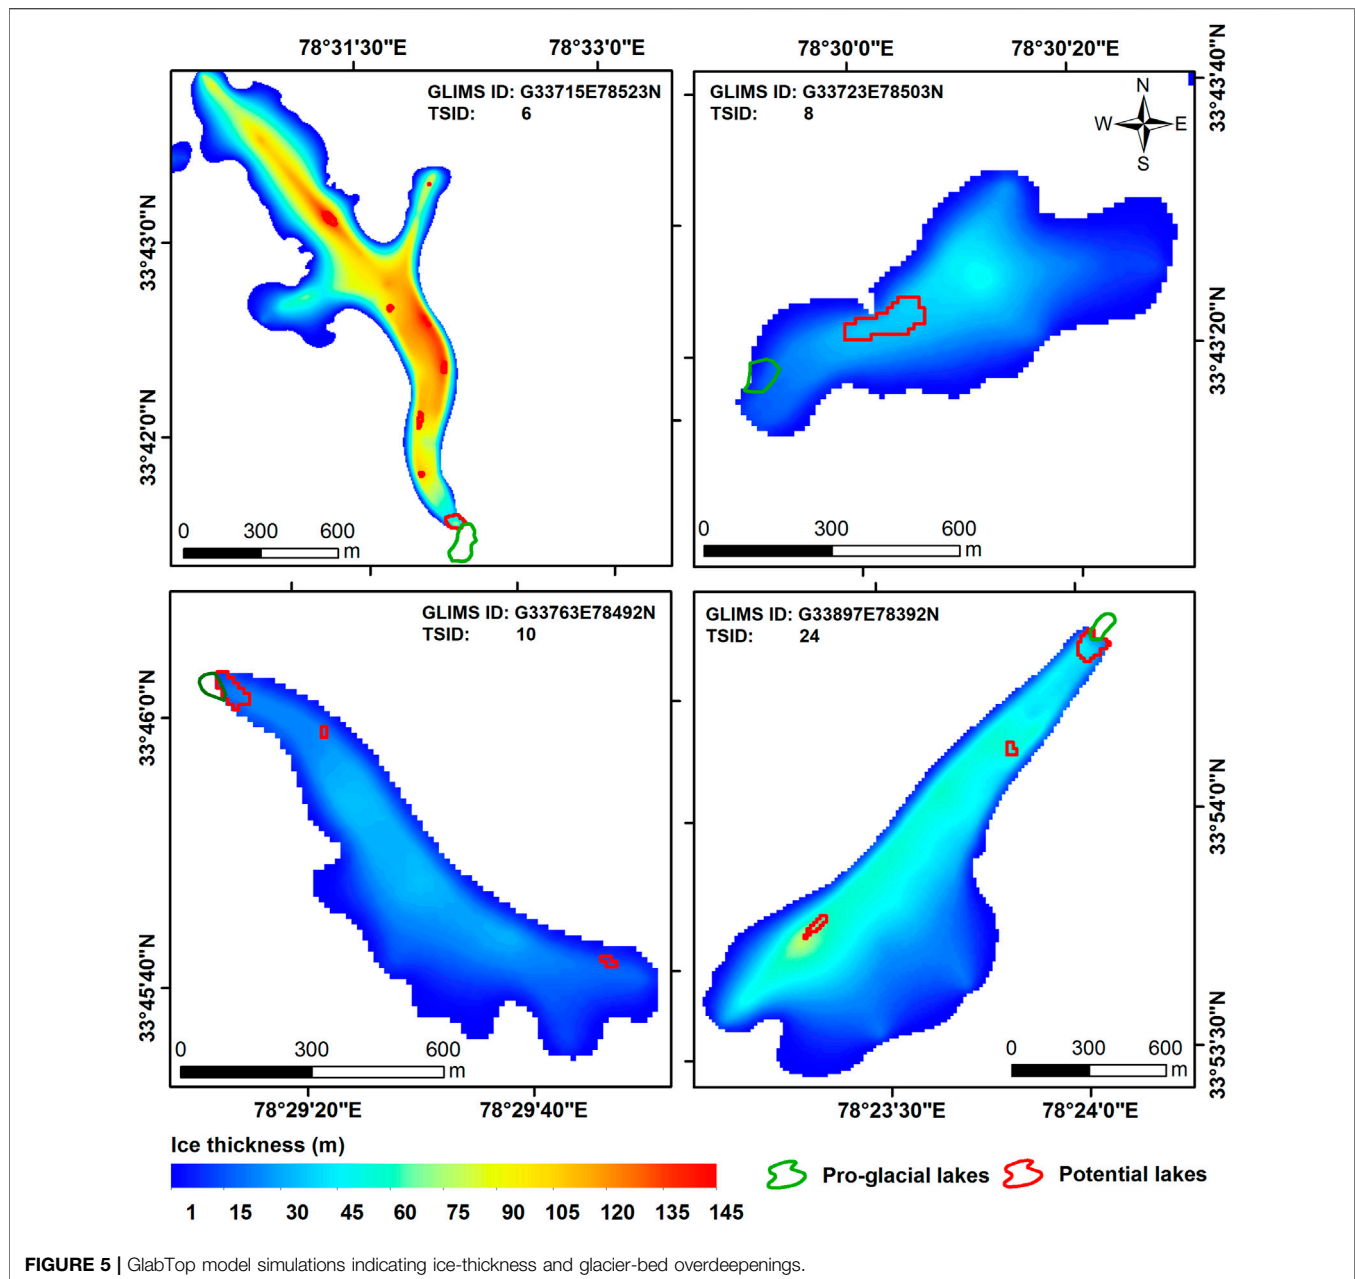 78°31'30"E 78°33'0"E 78°30'0"E 78°30'20"E
GLIMS ID: G33715E78523N
TSID: 6
33°43'0"N
33°42'0"N
0 300 600
m
GLIMS ID: G33723E78503N
TSID: 8
N
W E
S
33°43'40"N
33°43'20"N
0 300 600
m
GLIMS ID: G33763E78492N
TSID: 10
33°46'0"N
33°45'40"N
0 300 600
m
GLIMS ID: G33897E78392N
TSID: 24
33°54'0"N
33°53'30"N
0 300 600
m
78°29'20"E 78°29'40"E 78°23'30"E 78°24'0"E
Ice thickness (m)
1 15 30 45 60 75 90 105 120 135 145
Pro-glacial lakes Potential lakes
FIGURE 5 | GlabTop model simulations indicating ice-thickness and glacier-bed overdeepenings.